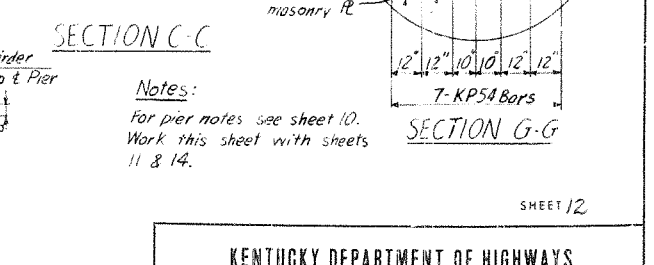 masonry ℄
SECTION C-C
12" 12" 10" 10" 12" 12"
& Pier
Notes:
7-KP54 Bars
For pier notes see sheet 10.
SECTION G-G
Work this sheet with sheets
11 & 14.
SHEET 12
KENTUCKY DEPARTMENT OF HIGHWAYS